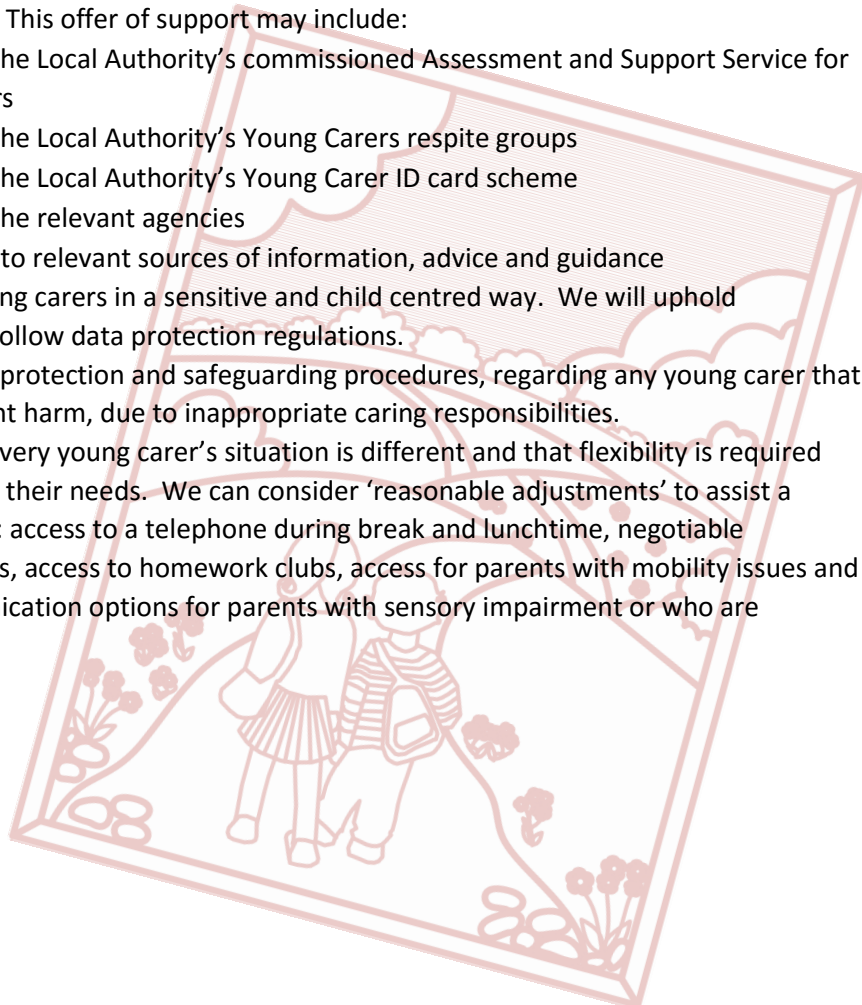 This offer of support may include:
he Local Authority’s commissioned Assessment and Support Service for
rs
he Local Authority’s Young Carers respite groups
he Local Authority’s Young Carer ID card scheme
he relevant agencies
to relevant sources of information, advice and guidance
ng carers in a sensitive and child centred way.  We will uphold
ollow data protection regulations.
protection and safeguarding procedures, regarding any young carer that
nt harm, due to inappropriate caring responsibilities.
very young carer’s situation is different and that flexibility is required
their needs.  We can consider ‘reasonable adjustments’ to assist a
: access to a telephone during break and lunchtime, negotiable
s, access to homework clubs, access for parents with mobility issues and
ication options for parents with sensory impairment or who are